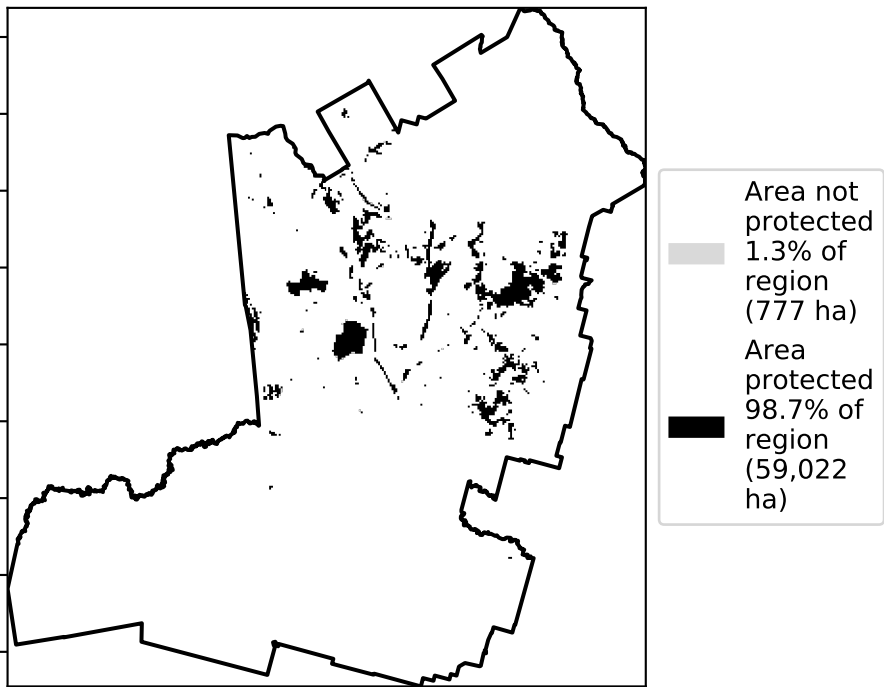 Area not
protected
1.3% of
region
(777 ha)
Area
protected
98.7% of
region
(59,022
ha)